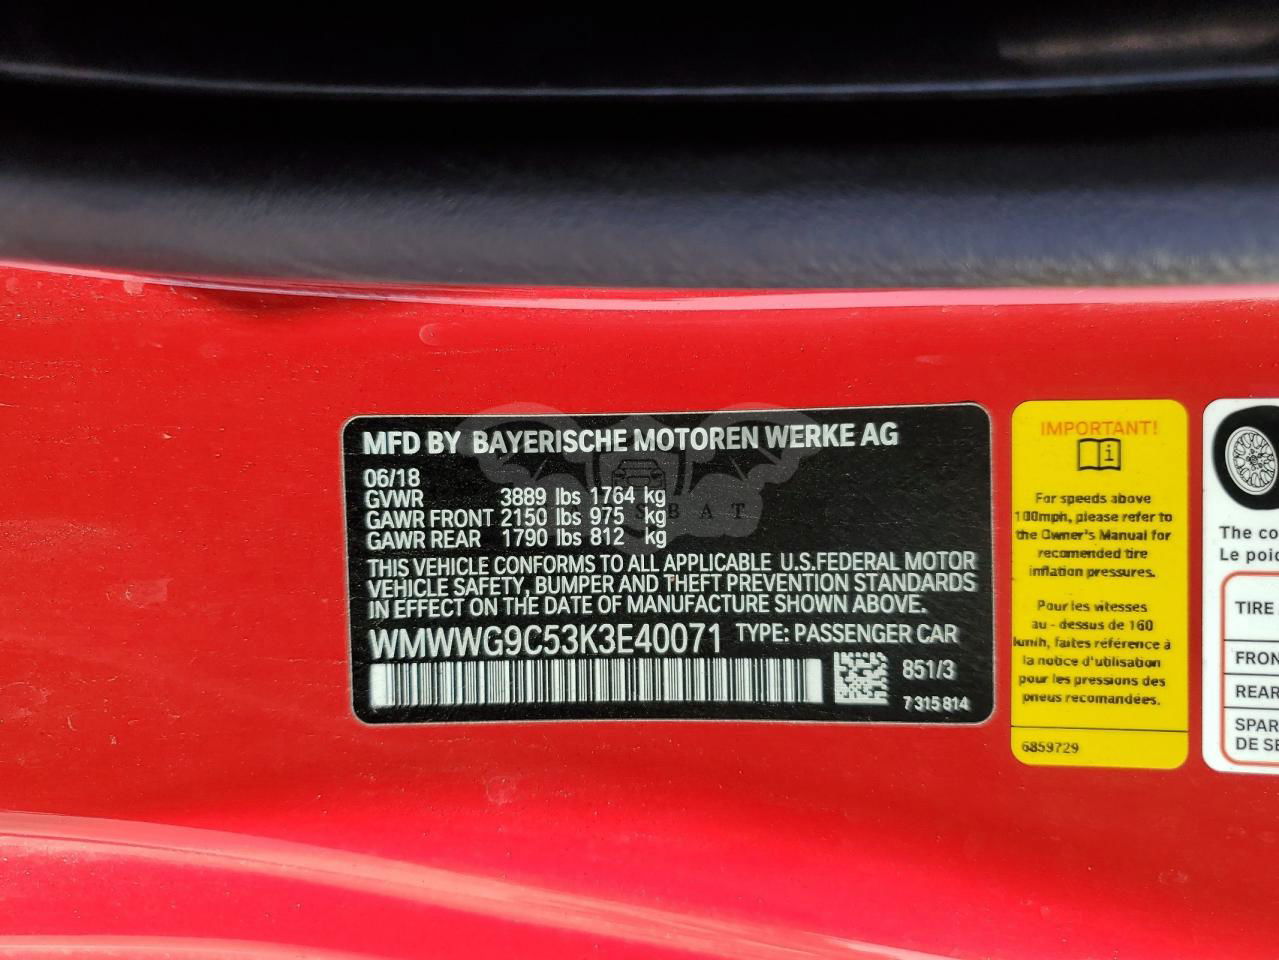 MFD BY BAYERISCHE MOTOREN WERKE AG
06/18
GVWR 3889 lbs 1764 kg
GAWR FRONT 2150 lbs 975 kg
GAWR REAR 1790 lbs 812 kg
THIS VEHICLE CONFORMS TO ALL APPLICABLE U.S.FEDERAL MOTOR
VEHICLE SAFETY, BUMPER AND THEFT PREVENTION STANDARDS
IN EFFECT ON THE DATE OF MANUFACTURE SHOWN ABOVE.
WMWWG9C53K3E40071 TYPE: PASSENGER CAR
851/3
7 315 814
IMPORTANT!
For speeds above
100mph, please refer to
the Owner's Manual for
recomended tire
inflation pressures.
Pour les vitesses
au - dessus de 160
km/h, faites référence à
la notice d'utilisation
pour les pressions des
pneus recomandées.
6859729
The co
Le poid
TIRE
FRON
REAR
SPAR
DE SE